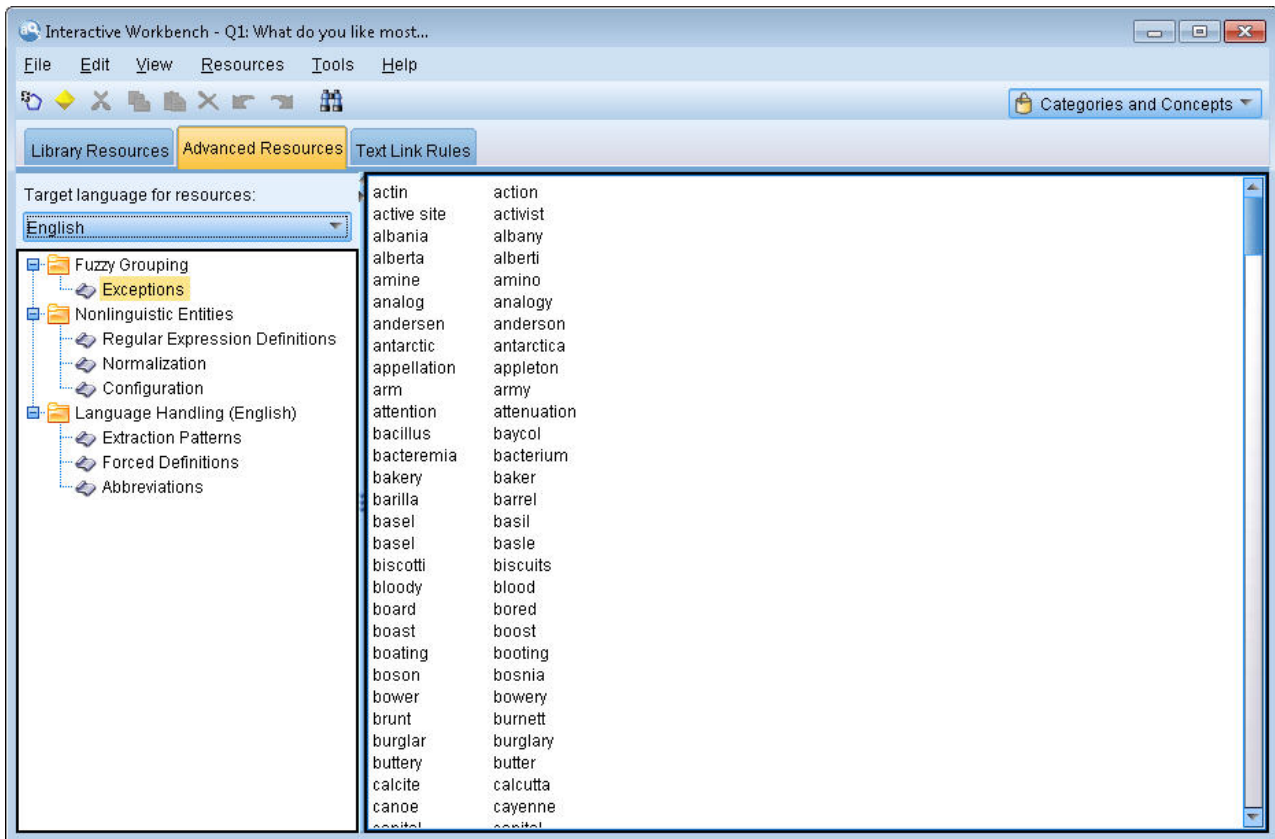 Interactive Workbench - Q1: What do you like most...
File Edit View Resources Tools Help
Categories and Concepts
Library Resources Advanced Resources Text Link Rules
Target language for resources:
English
Fuzzy Grouping
Exceptions
Nonlinguistic Entities
Regular Expression Definitions
Normalization
Configuration
Language Handling (English)
Extraction Patterns
Forced Definitions
Abbreviations
actin action
active site activist
albania albany
alberta alberti
amine amino
analog analogy
andersen anderson
antarctic antarctica
appellation appleton
arm army
attention attenuation
bacillus baycol
bacteremia bacterium
bakery baker
barilla barrel
basel basil
basel basle
biscotti biscuits
bloody blood
board bored
boast boost
boating booting
boson bosnia
bower bowery
brunt burnett
burglar burglary
buttery butter
calcite calcutta
canoe cayenne